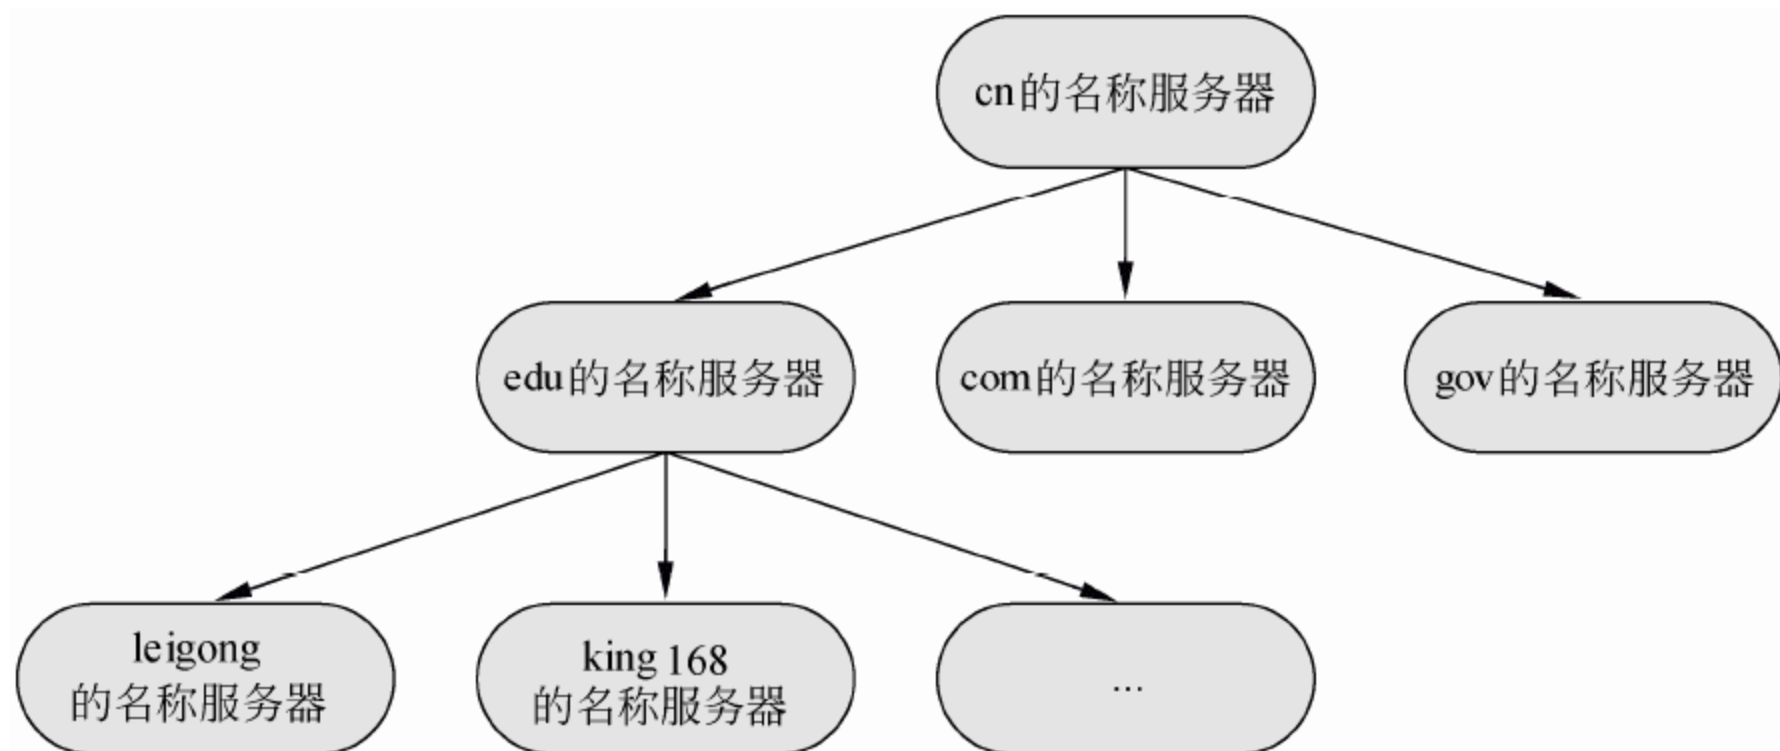 cn的名称服务器
edu的名称服务器
com的名称服务器
gov的名称服务器
leigong
的名称服务器
king 168
的名称服务器
...